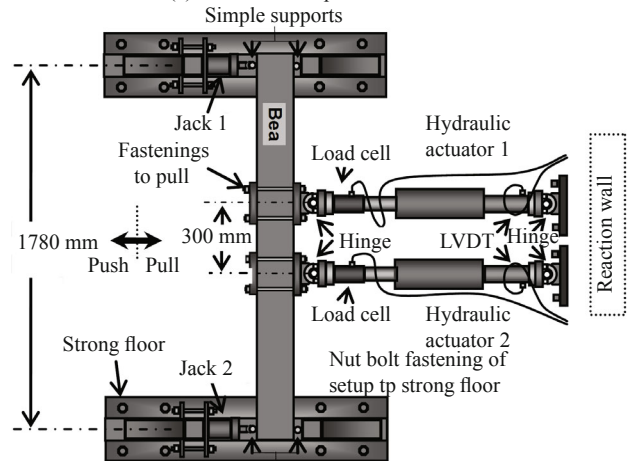 Simple supports
Bea
Jack 1
Fastenings
to pull
Load cell
Hydraulic
actuator 1
1780 mm
Push
Pull
300 mm
Hinge
LVDT
Hinge
Reaction wall
Load cell
Hydraulic
actuator 2
Strong floor
Jack 2
Nut bolt fastening of
setup tp strong floor